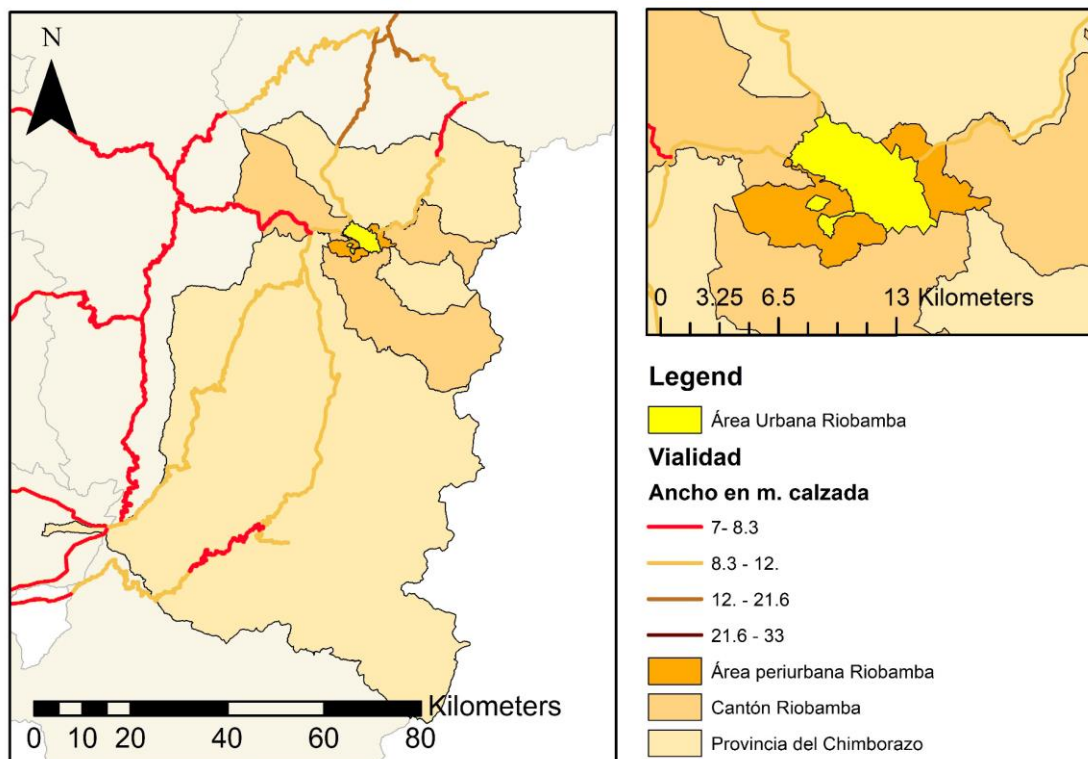 N
Kilometers
0 10 20 40 60 80
0 3.25 6.5 13 Kilometers
Legend
Área Urbana Riobamba
Vialidad
Ancho en m. calzada
7- 8.3
8.3 - 12.
12. - 21.6
21.6 - 33
Área periurbana Riobamba
Cantón Riobamba
Provincia del Chimborazo